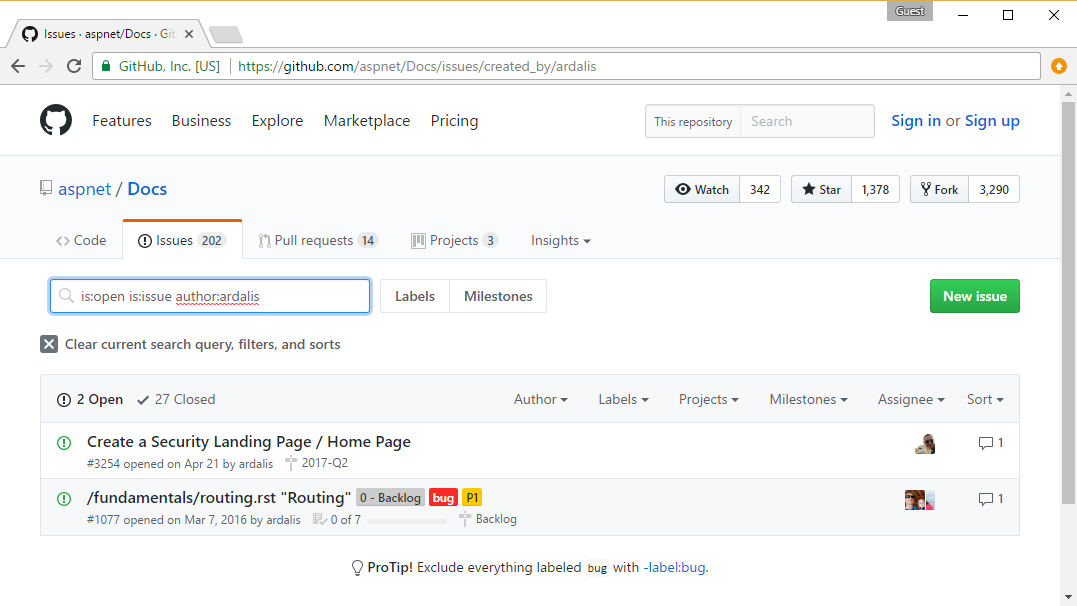 Guest
Issues · aspnet/Docs · Git
GitHub, Inc. [US] https://github.com/aspnet/Docs/issues/created_by/ardalis
Features Business Explore Marketplace Pricing This repository Search Sign in or Sign up
aspnet / Docs Watch 342 Star 1,378 Fork 3,290
Code Issues 202 Pull requests 14 Projects 3 Insights
is:open is:issue author:ardalis Labels Milestones New issue
Clear current search query, filters, and sorts
2 Open 27 Closed Author Labels Projects Milestones Assignee Sort
Create a Security Landing Page / Home Page 1
#3254 opened on Apr 21 by ardalis 2017-Q2
/fundamentals/routing.rst "Routing" 0 - Backlog bug P1 1
#1077 opened on Mar 7, 2016 by ardalis 0 of 7 Backlog
ProTip! Exclude everything labeled bug with -label:bug.